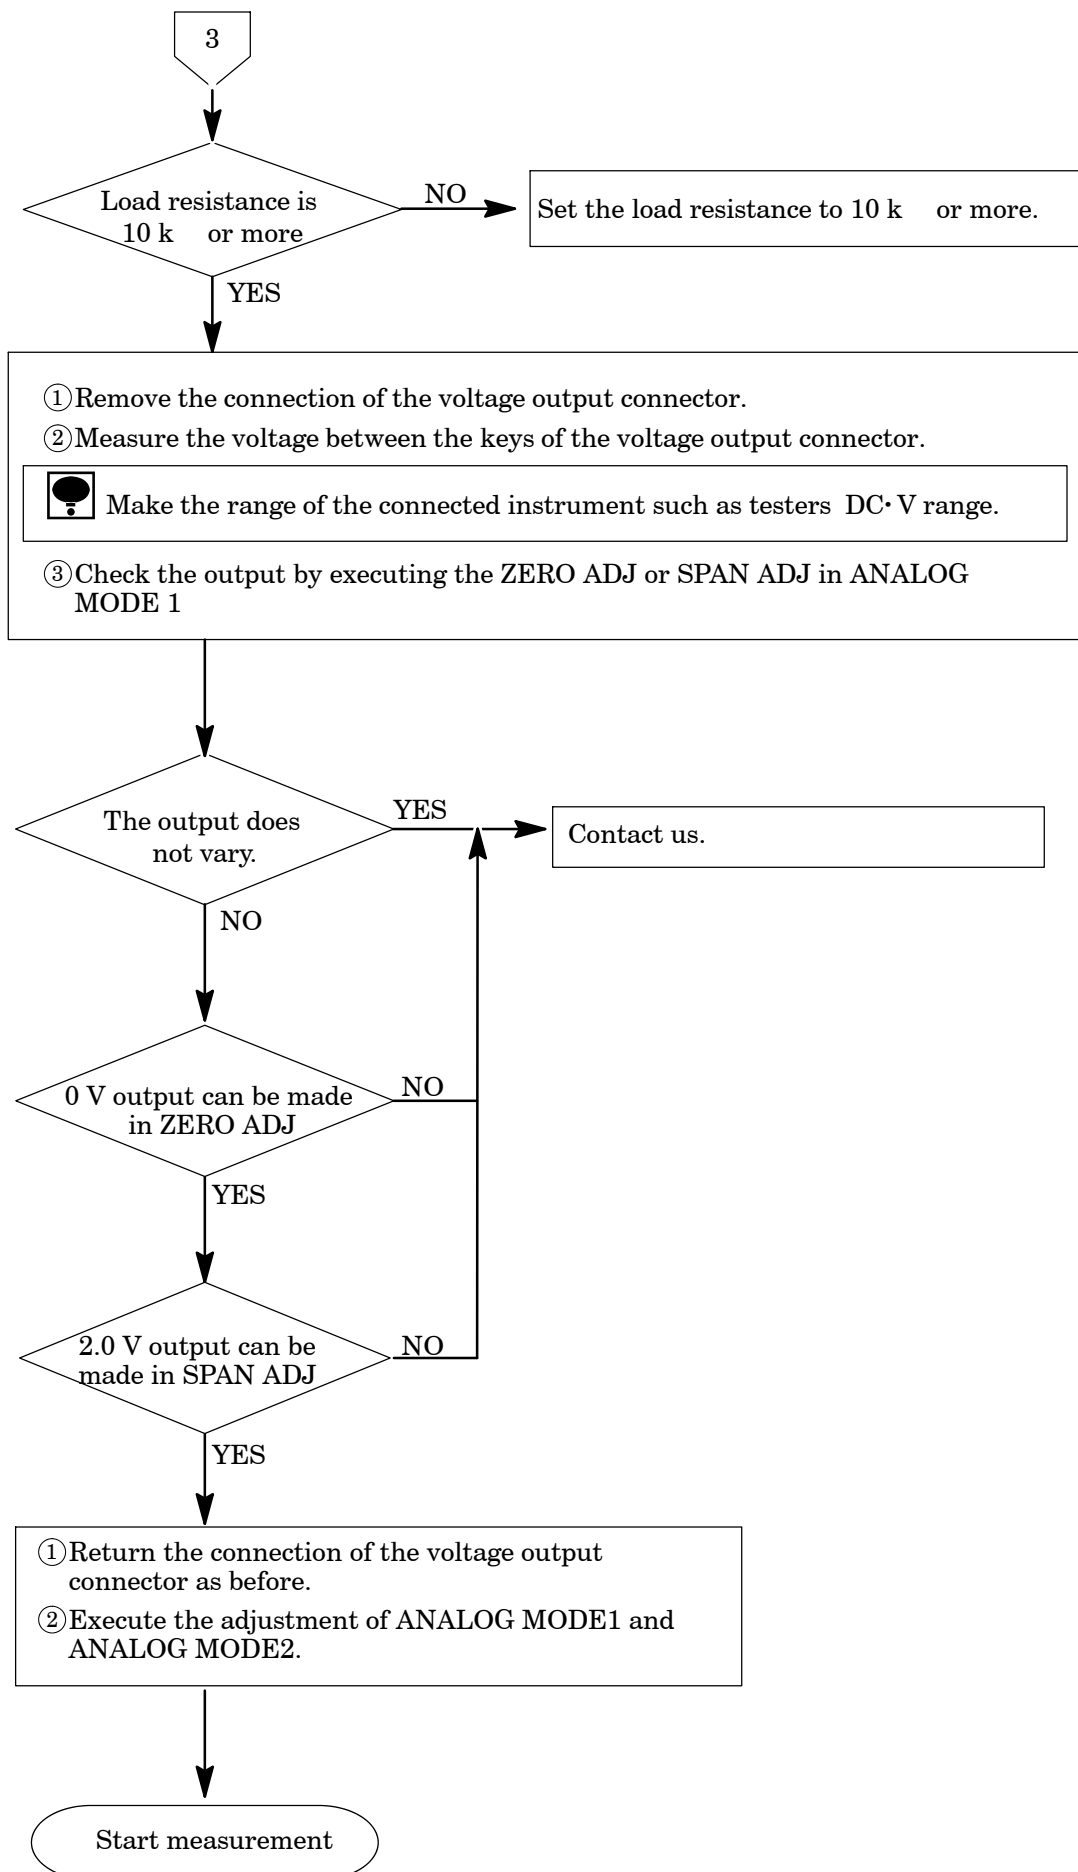 3
Load resistance is
10 k or more
NO
Set the load resistance to 10 k or more.
YES
①Remove the connection of the voltage output connector.
②Measure the voltage between the keys of the voltage output connector.
Make the range of the connected instrument such as testers DC･V range.
③Check the output by executing the ZERO ADJ or SPAN ADJ in ANALOG
MODE 1
The output does
not vary.
YES
Contact us.
NO
0 V output can be made
in ZERO ADJ
NO
YES
2.0 V output can be
made in SPAN ADJ
NO
YES
①Return the connection of the voltage output
connector as before.
②Execute the adjustment of ANALOG MODE1 and
ANALOG MODE2.
Start measurement